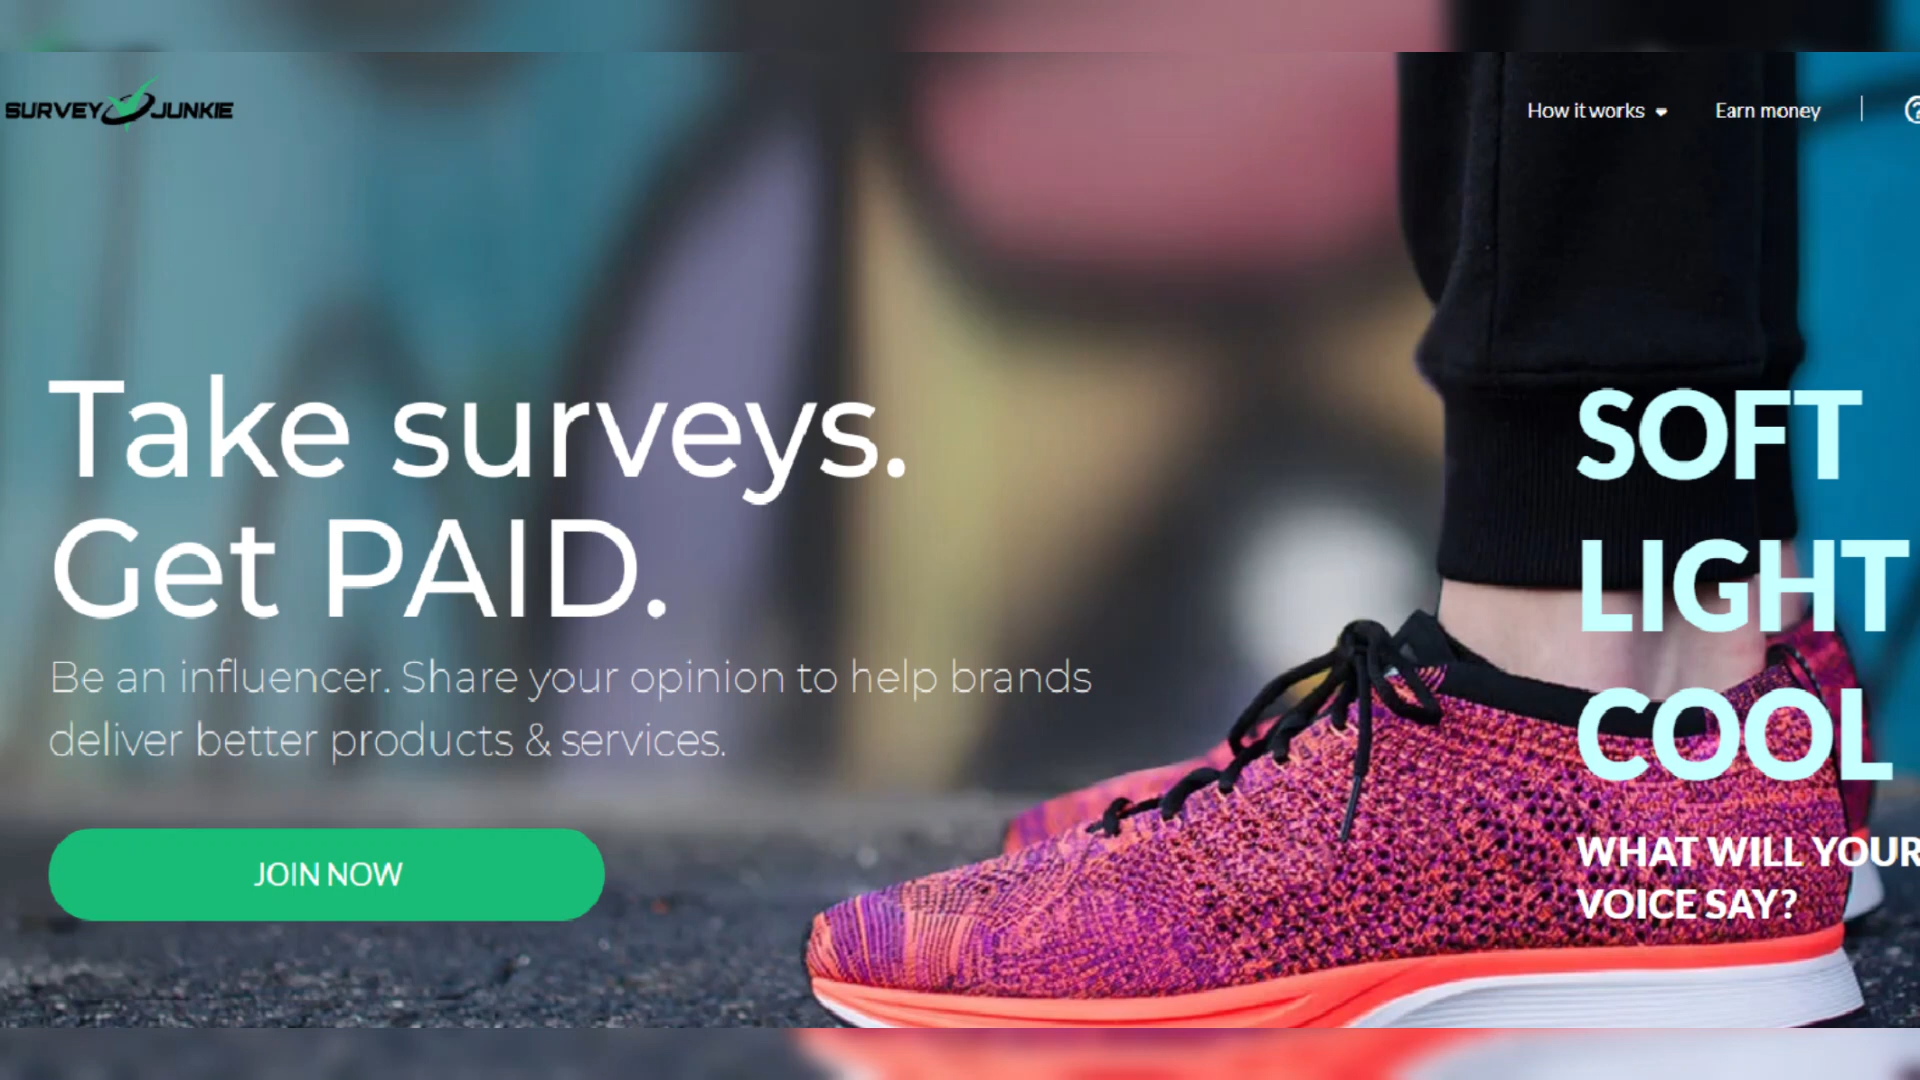 SURVEY JUNKIE
How it works
Earn money
Take surveys.
Get PAID.
Be an influencer. Share your opinion to help brands
deliver better products & services.
JOIN NOW
SOFT
LIGHT
COOL
WHAT WILL YOUR
VOICE SAY?